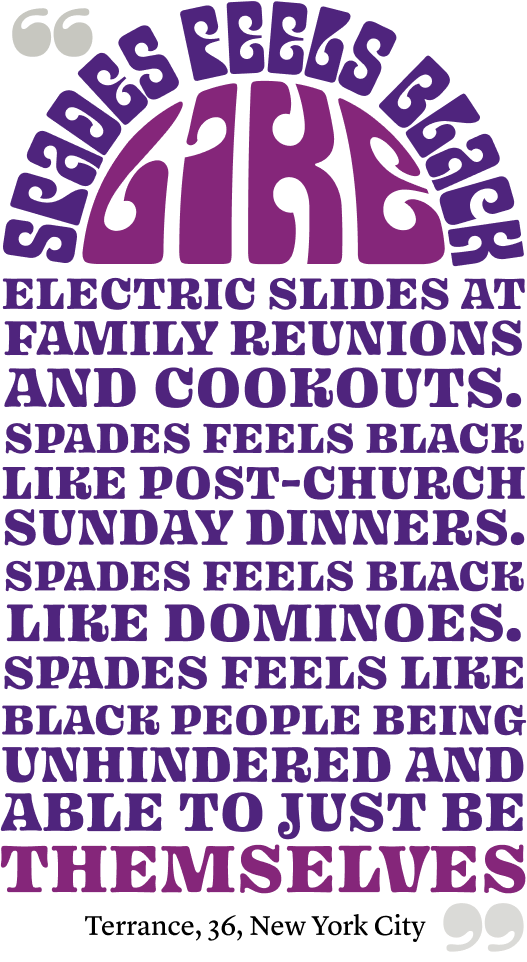 “
SPADES FEELS BLACK
LIKE
ELECTRIC SLIDES AT
FAMILY REUNIONS
AND COOKOUTS.
SPADES FEELS BLACK
LIKE POST-CHURCH
SUNDAY DINNERS.
SPADES FEELS BLACK
LIKE DOMINOES.
SPADES FEELS LIKE
BLACK PEOPLE BEING
UNHINDERED AND
ABLE TO JUST BE
THEMSELVES
Terrance, 36, New York City ”